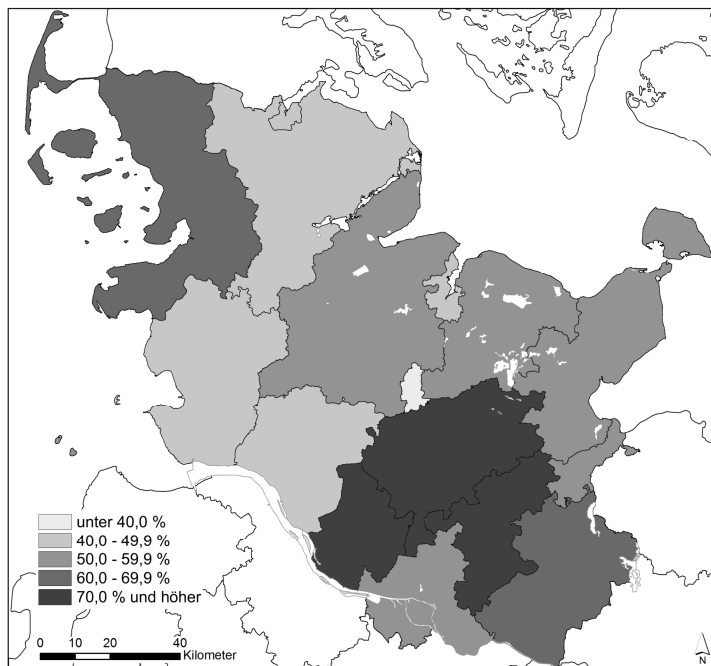 unter 40,0 %
40,0 - 49,9 %
50,0 - 59,9 %
60,0 - 69,9 %
70,0 % und höher
0 10 20 40
Kilometer
N